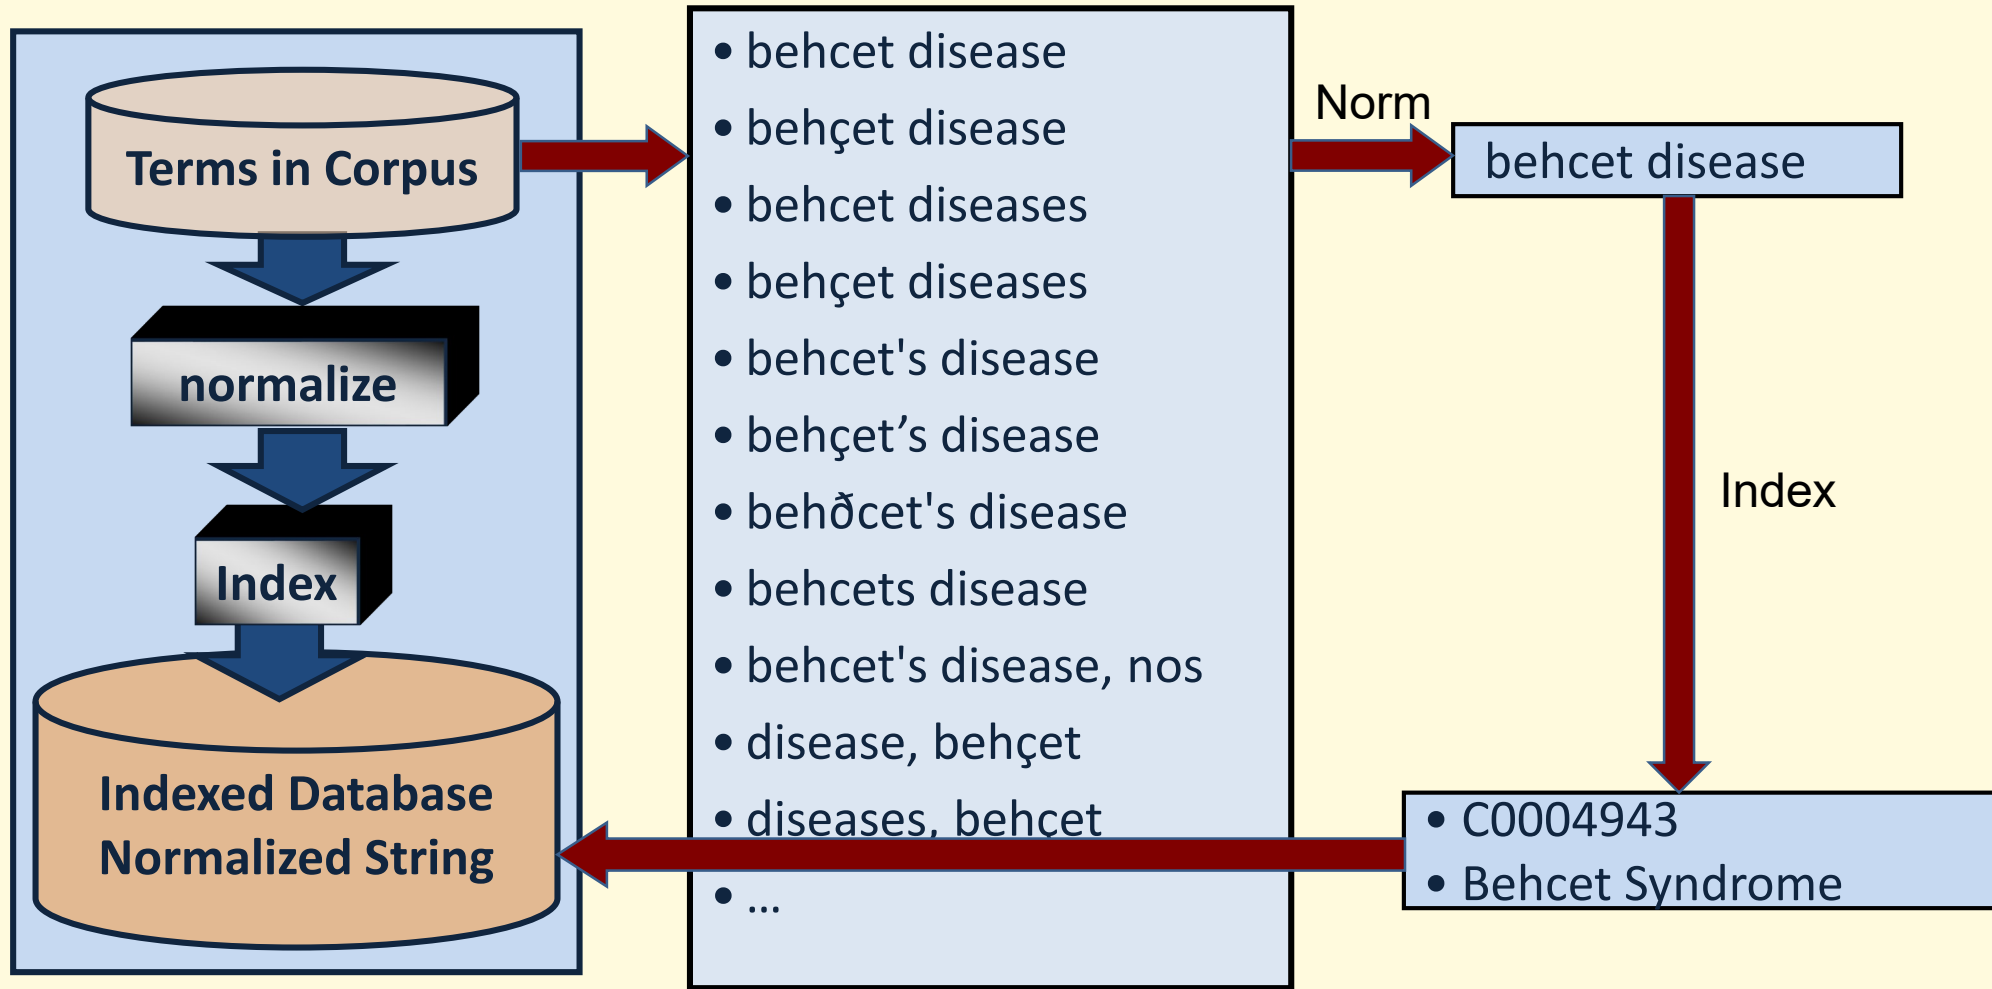 Terms in Corpus
normalize
Index
Indexed Database
Normalized String
• behcet disease
• behçet disease
• behcet diseases
• behçet diseases
• behcet's disease
• behçet’s disease
• behðcet's disease
• behcets disease
• behcet's disease, nos
• disease, behçet
• diseases, behçet
• ...
Norm
behcet disease
Index
• C0004943
• Behcet Syndrome